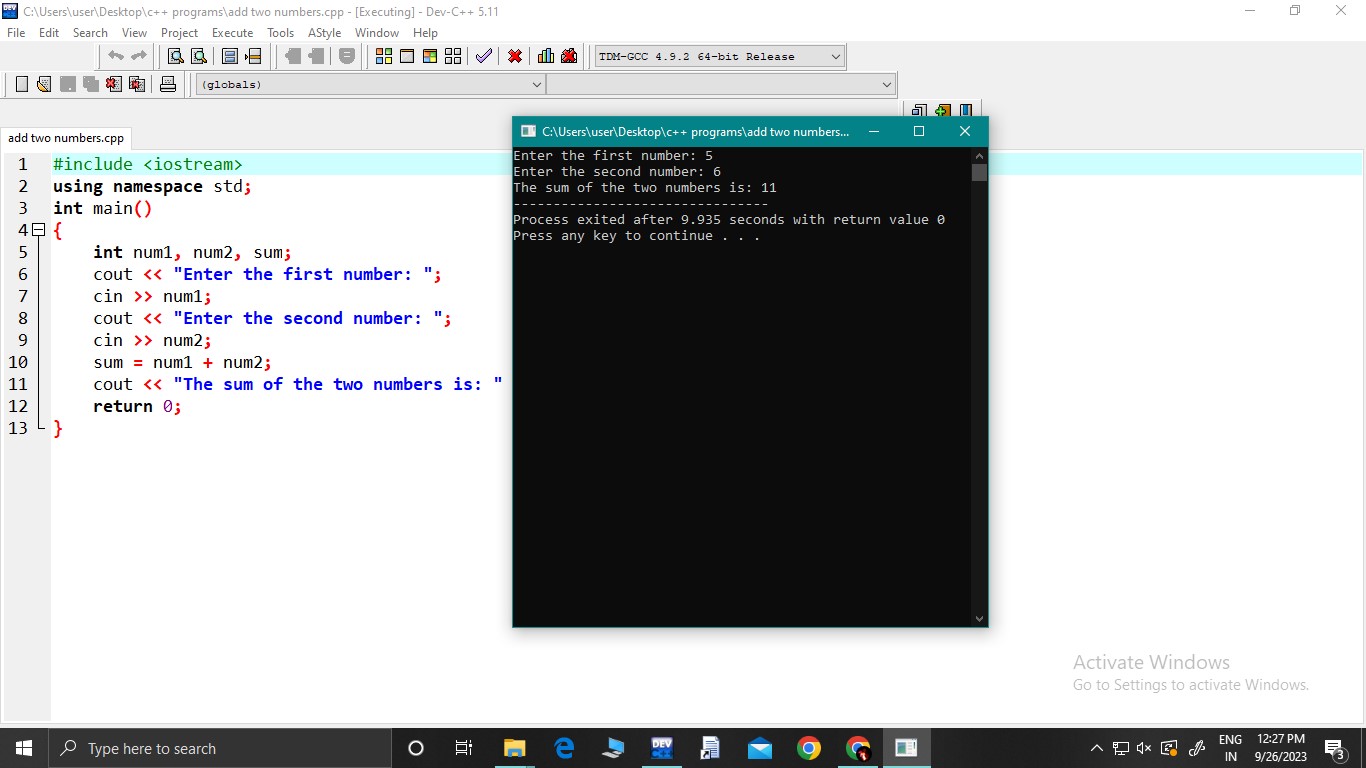 C:\Users\user\Desktop\c++ programs\add two numbers.cpp - [Executing] - Dev-C++ 5.11
File Edit Search View Project Execute Tools AStyle Window Help
TDM-GCC 4.9.2 64-bit Release
(globals)
add two numbers.cpp
1 #include <iostream>
2 using namespace std;
3 int main()
4 {
5 int num1, num2, sum;
6 cout << "Enter the first number: ";
7 cin >> num1;
8 cout << "Enter the second number: ";
9 cin >> num2;
10 sum = num1 + num2;
11 cout << "The sum of the two numbers is: "
12 return 0;
13 }
C:\Users\user\Desktop\c++ programs\add two numbers...
Enter the first number: 5
Enter the second number: 6
The sum of the two numbers is: 11
--------------------------------
Process exited after 9.935 seconds with return value 0
Press any key to continue . . .
Activate Windows
Go to Settings to activate Windows.
Type here to search
DEV
ENG
IN
12:27 PM
9/26/2023
3